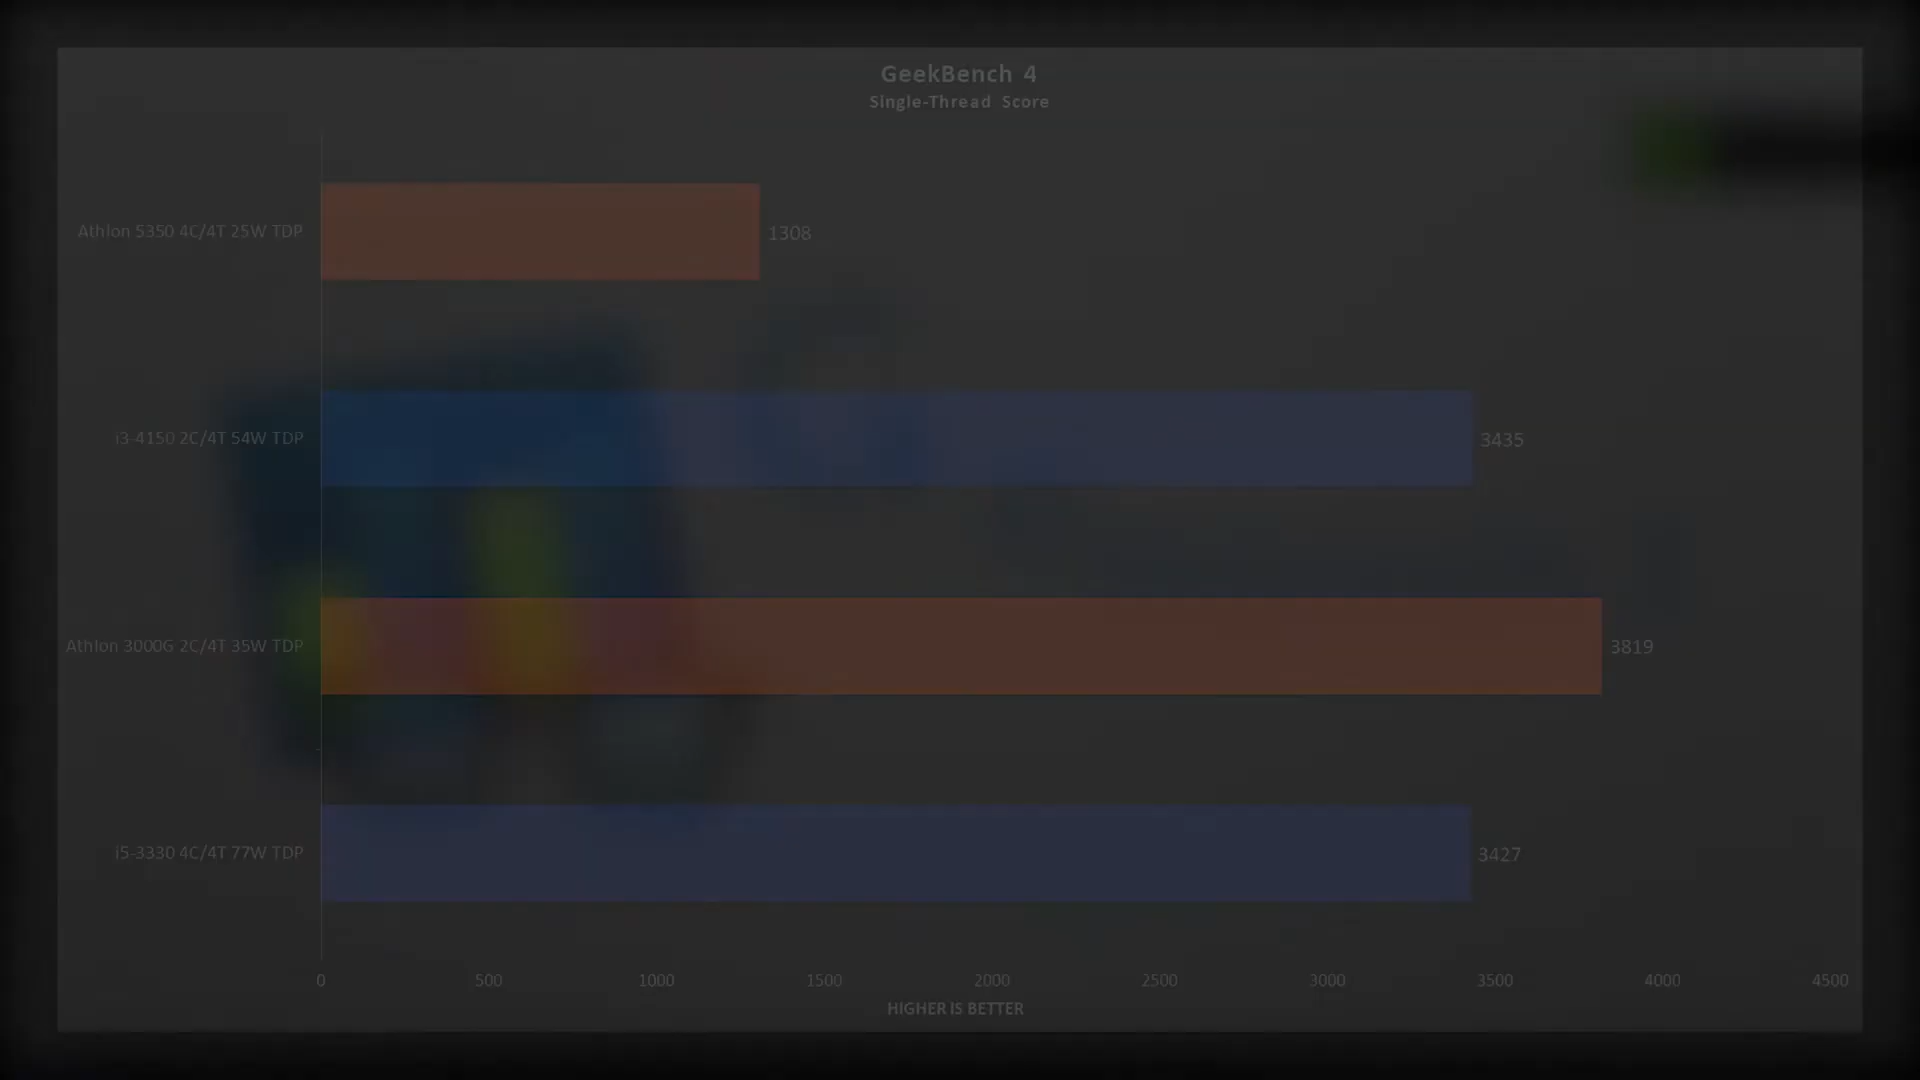 GeekBench 4
Single-Thread Score
Athlon 5350 4C/4T 25W TDP
1308
i3-4150 2C/4T 54W TDP
3435
Athlon 3000G 2C/4T 35W TDP
3819
i5-3330 4C/4T 77W TDP
3427
0 500 1000 1500 2000 2500 3000 3500 4000 4500
HIGHER IS BETTER